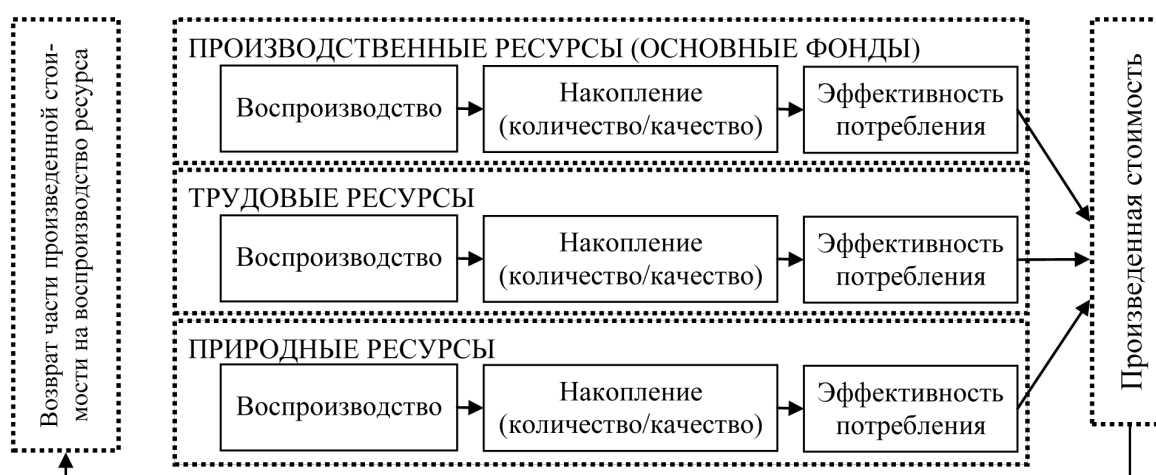 Возврат части произведенной стои-
мости на воспроизводство ресурса
ПРОИЗВОДСТВЕННЫЕ РЕСУРСЫ (ОСНОВНЫЕ ФОНДЫ)
Воспроизводство
Накопление
(количество/качество)
Эффективность
потребления
ТРУДОВЫЕ РЕСУРСЫ
Воспроизводство
Накопление
(количество/качество)
Эффективность
потребления
ПРИРОДНЫЕ РЕСУРСЫ
Воспроизводство
Накопление
(количество/качество)
Эффективность
потребления
Произведенная стоимость